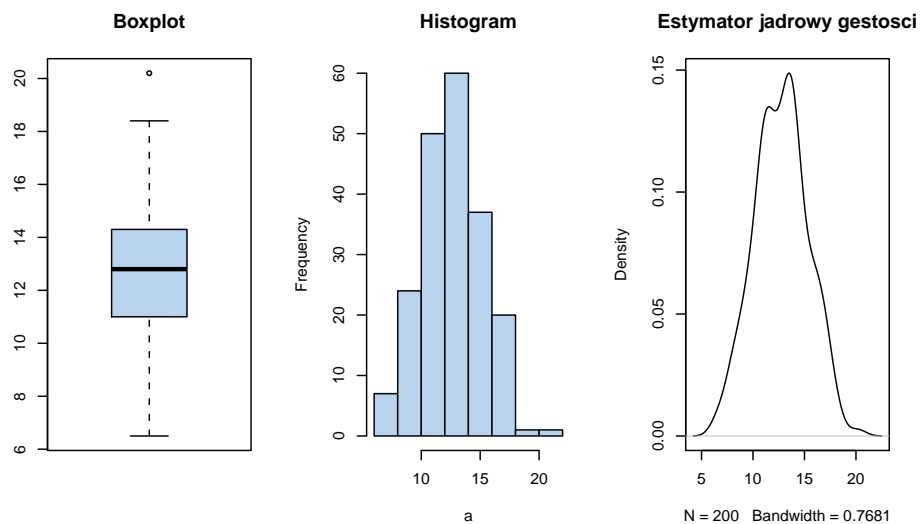 Boxplot
6 8 10 12 14 16 18 20
Histogram
Frequency
0 10 20 30 40 50 60
10 15 20
a
Estymator jadrowy gestosci
Density
0.00 0.05 0.10 0.15
5 10 15 20
N = 200 Bandwidth = 0.7681